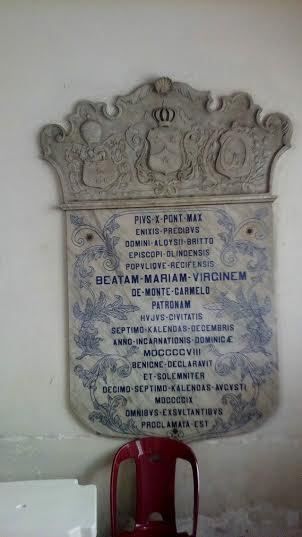 PIVS·X·PONT·MAX
ENIXIS·PRECIBVS
DOMINI·ALOYSII·BRITTO
EPISCOPI·OLINDENSIS
POPVLIQVE·RECIFENSIS
BEATAM·MARIAM·VIRGINEM
DE·MONTE·CARMELO
PATRONAM
HVJVS·CIVITATIS
SEPTIMO·KALENDAS·DECEMBRIS
ANNO·INCARNATIONIS·DOMINICÆ
MDCCCCVIII
BENIGNE·DECLARAVIT
ET·SOLEMNITER
DECIMO·SEPTIMO·KALENDAS·AVGVSTI
MDCCCCIX
OMNIBVS·EXSVLTANTIBVS
PROCLAMATA·EST